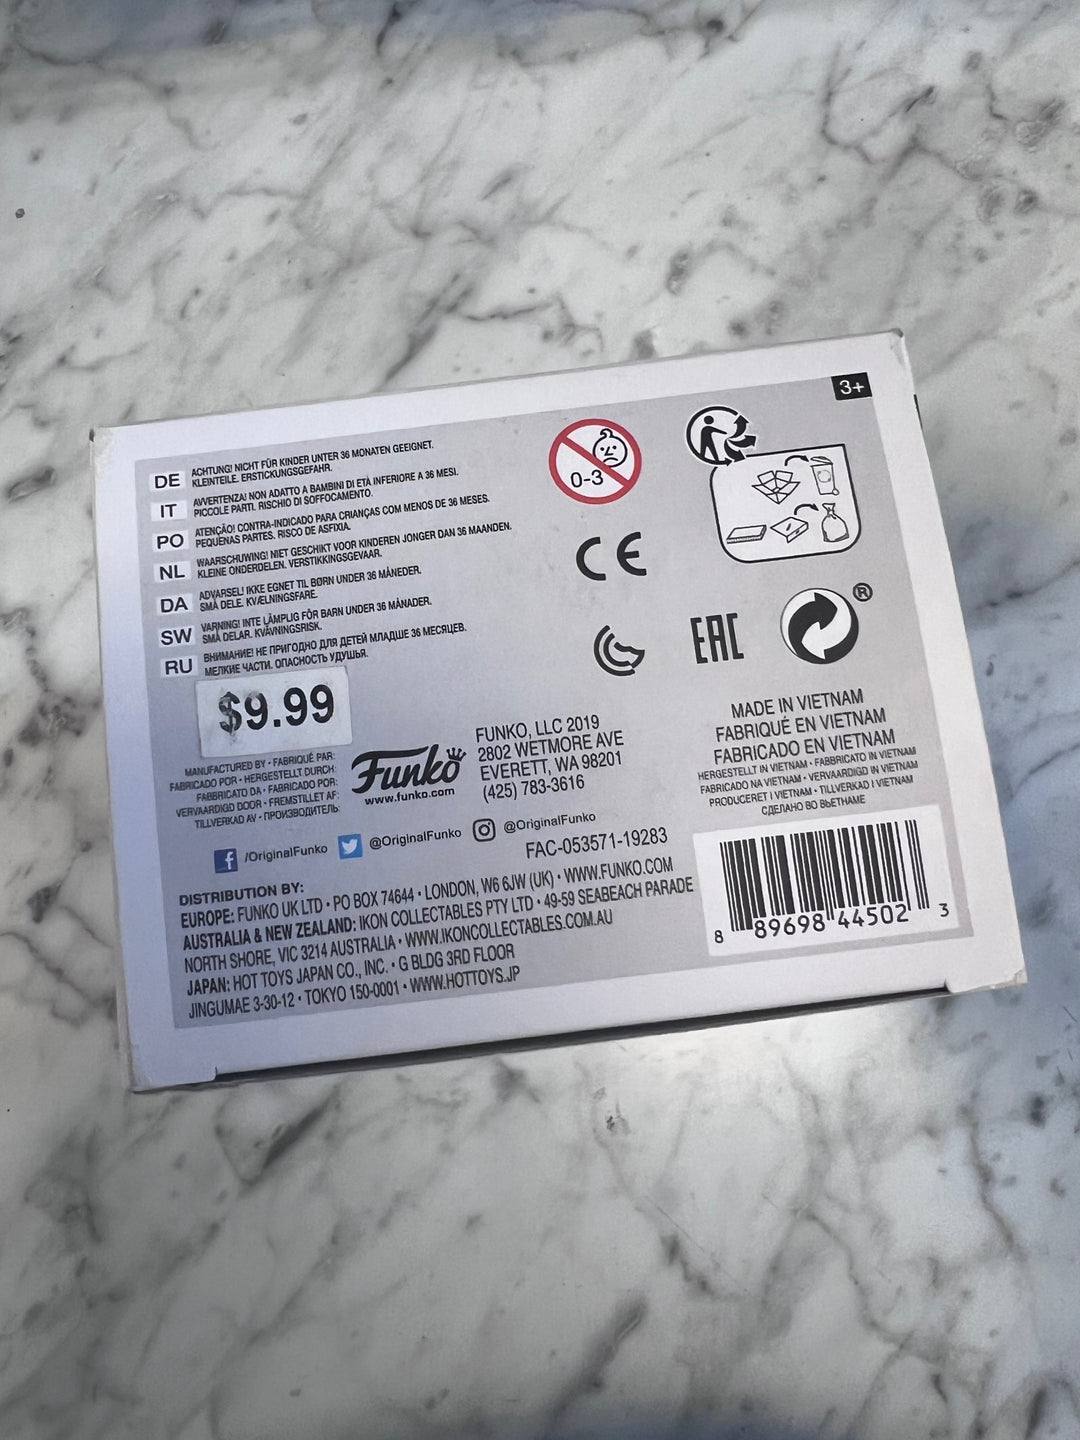 3+
DE ACHTUNG! NICHT FÜR KINDER UNTER 36 MONATEN GEEIGNET.
KLEINTEILE. ERSTICKUNGSGEFAHR.
IT AVVERTENZA! NON ADATTO A BAMBINI DI ETÀ INFERIORE A 36 MESI.
PICCOLE PARTI. RISCHIO DI SOFFOCAMENTO.
PO ATENÇÃO! CONTRA-INDICADO PARA CRIANÇAS COM MENOS DE 36 MESES.
PEQUENAS PARTES. RISCO DE ASFIXIA.
NL WAARSCHUWING! NIET GESCHIKT VOOR KINDEREN JONGER DAN 36 MAANDEN.
KLEINE ONDERDELEN. VERSTIKKINGSGEVAAR.
DA ADVARSEL! IKKE EGNET TIL BØRN UNDER 36 MÅNEDER.
SMÅ DELE. KVÆLNINGSFARE.
SW VARNING! INTE LÄMPLIG FÖR BARN UNDER 36 MÅNADER.
SMÅ DELAR. KVÄVNINGSRISK.
RU ВНИМАНИЕ! НЕ ПРИГОДНО ДЛЯ ДЕТЕЙ МЛАДШЕ 36 МЕСЯЦЕВ.
МЕЛКИЕ ЧАСТИ. ОПАСНОСТЬ УДУШЬЯ.
0-3
CE
EAC
®
$9.99
MANUFACTURED BY • FABRIQUÉ PAR:
FABRICADO POR • HERGESTELLT DURCH:
FABBRICATO DA • FABRICADO POR:
VERVAARDIGD DOOR • FREMSTILLET AF:
TILLVERKAD AV • ПРОИЗВОДИТЕЛЬ:
Funko
www.funko.com
FUNKO, LLC 2019
2802 WETMORE AVE
EVERETT, WA 98201
(425) 783-3616
MADE IN VIETNAM
FABRIQUÉ EN VIETNAM
FABRICADO EN VIETNAM
HERGESTELLT IN VIETNAM • FABBRICATO IN VIETNAM
FABRICADO NA VIETNAM • VERVAARDIGD IN VIETNAM
PRODUCERET I VIETNAM • TILLVERKAD I VIETNAM
СДЕЛАНО ВО ВЬЕТНАМЕ
f /OriginalFunko @OriginalFunko @OriginalFunko
FAC-053571-19283
DISTRIBUTION BY:
EUROPE: FUNKO UK LTD • PO BOX 74644 • LONDON, W6 6JW (UK) • WWW.FUNKO.COM
AUSTRALIA & NEW ZEALAND: IKON COLLECTABLES PTY LTD • 49-59 SEABEACH PARADE
NORTH SHORE, VIC 3214 AUSTRALIA • WWW.IKONCOLLECTABLES.COM.AU
JAPAN: HOT TOYS JAPAN CO., INC. • G BLDG 3RD FLOOR
JINGUMAE 3-30-12 • TOKYO 150-0001 • WWW.HOTTOYS.JP
8 89698 44502 3